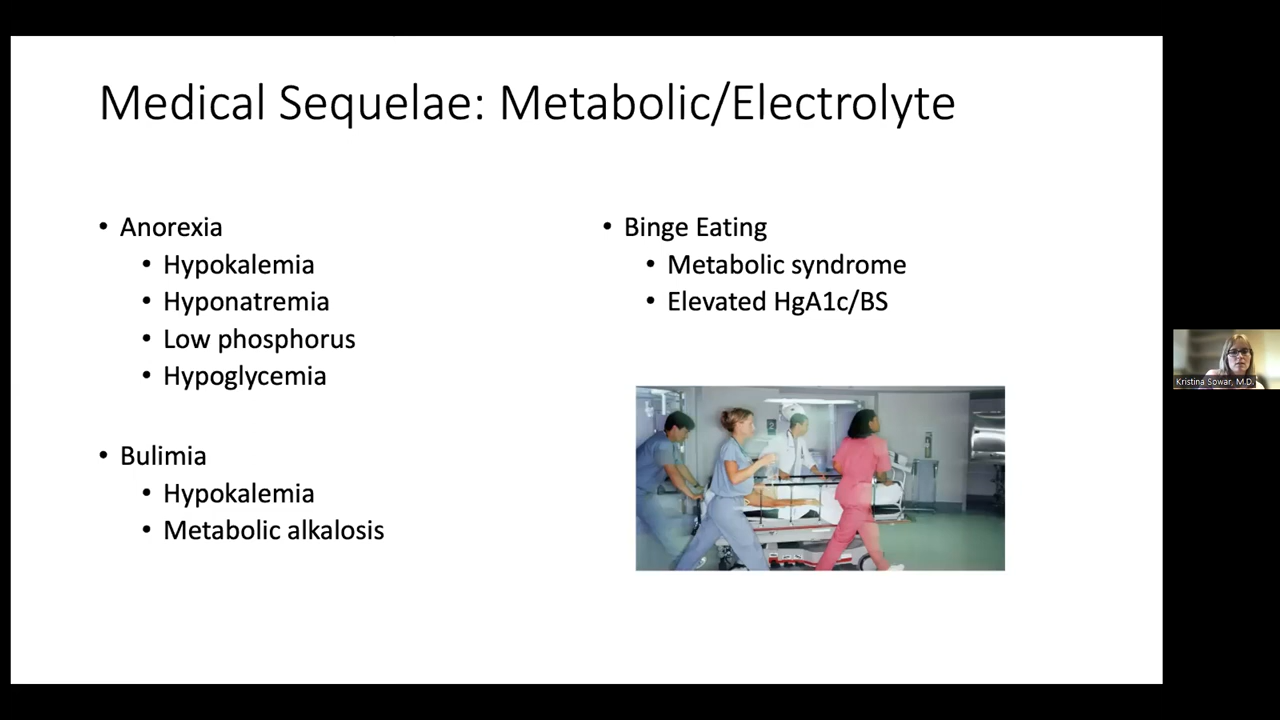 Medical Sequelae: Metabolic/Electrolyte
• Anorexia
• Hypokalemia
• Hyponatremia
• Low phosphorus
• Hypoglycemia
• Bulimia
• Hypokalemia
• Metabolic alkalosis
• Binge Eating
• Metabolic syndrome
• Elevated HgA1c/BS
2
Kristina Sowar, M.D.